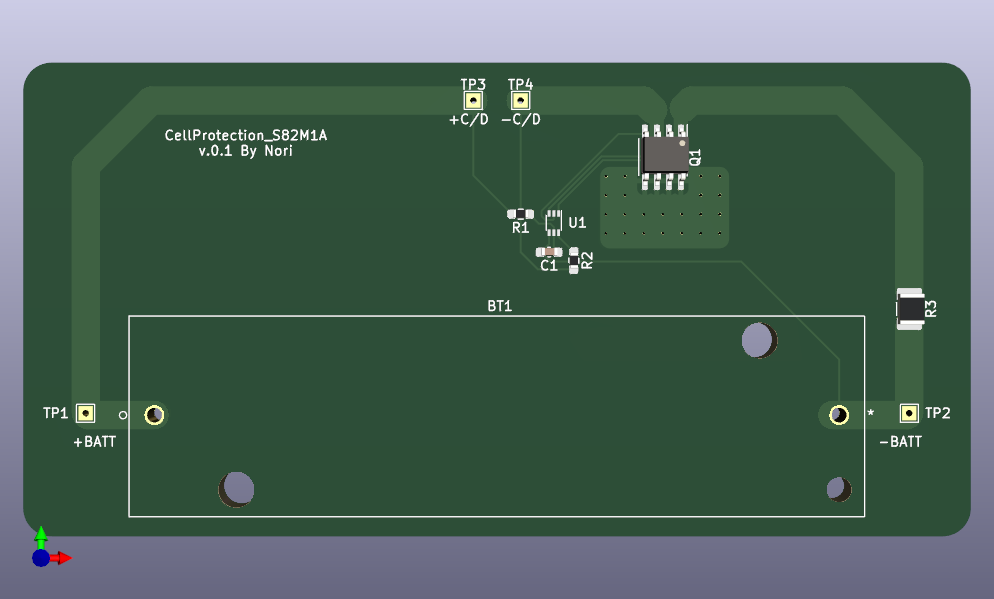 TP3 TP4
+C/D -C/D
CellProtection_S82M1A
v.0.1 By Nori
Q1
R1
U1
C1
R2
BT1
R3
TP1
*
TP2
+BATT
-BATT